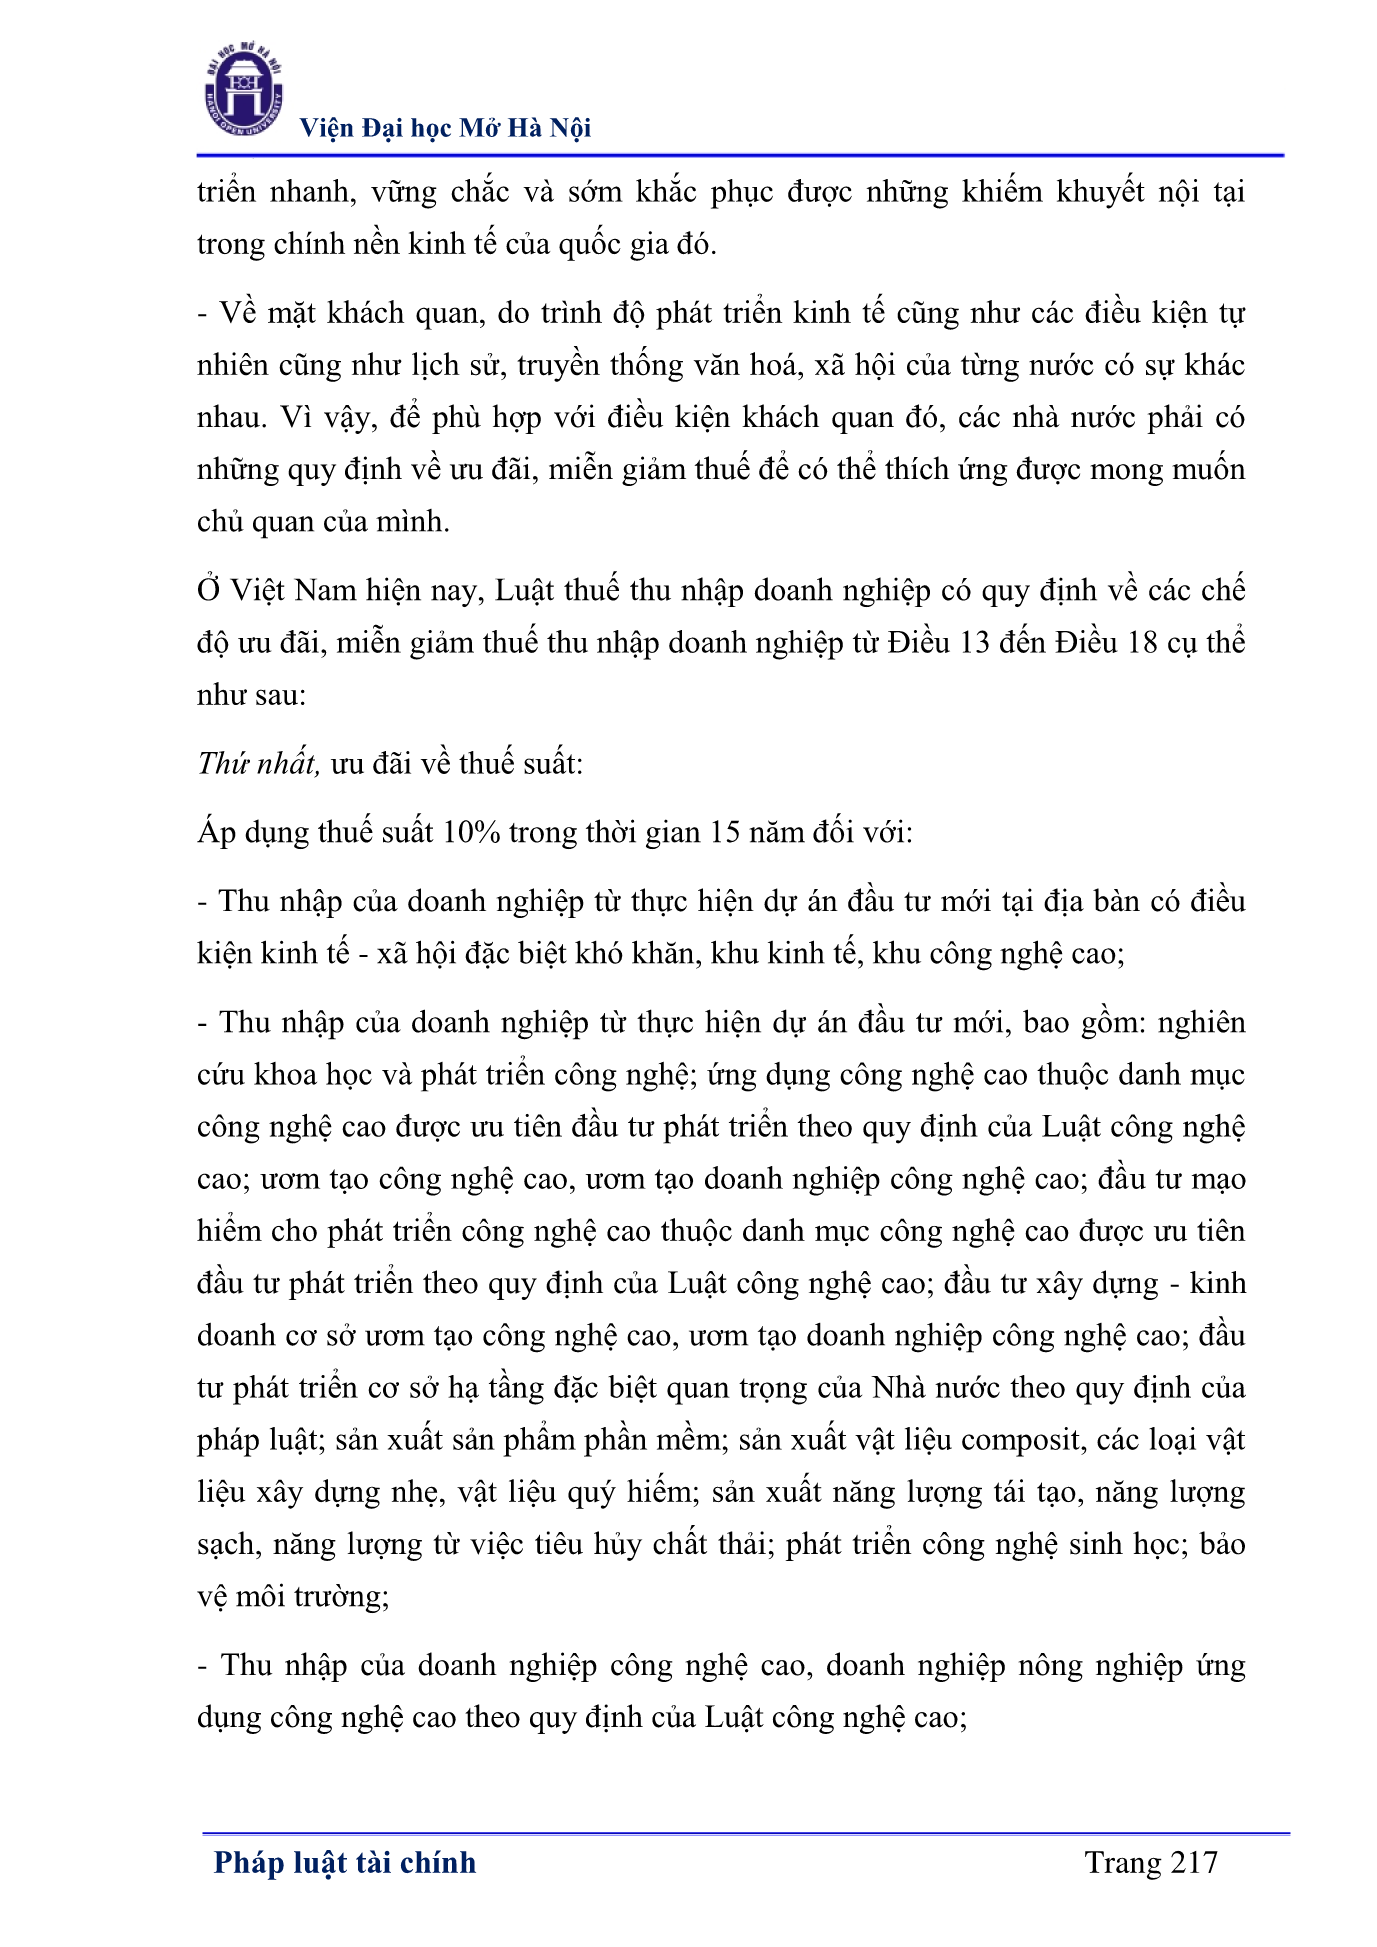 ĐẠI HỌC MỞ HÀ NỘI
HANOI OPEN UNIVERSITY
Viện Đại học Mở Hà Nội
triển nhanh, vững chắc và sớm khắc phục được những khiếm khuyết nội tại
trong chính nền kinh tế của quốc gia đó.
- Về mặt khách quan, do trình độ phát triển kinh tế cũng như các điều kiện tự
nhiên cũng như lịch sử, truyền thống văn hoá, xã hội của từng nước có sự khác
nhau. Vì vậy, để phù hợp với điều kiện khách quan đó, các nhà nước phải có
những quy định về ưu đãi, miễn giảm thuế để có thể thích ứng được mong muốn
chủ quan của mình.
Ở Việt Nam hiện nay, Luật thuế thu nhập doanh nghiệp có quy định về các chế
độ ưu đãi, miễn giảm thuế thu nhập doanh nghiệp từ Điều 13 đến Điều 18 cụ thể
như sau:
Thứ nhất, ưu đãi về thuế suất:
Áp dụng thuế suất 10% trong thời gian 15 năm đối với:
- Thu nhập của doanh nghiệp từ thực hiện dự án đầu tư mới tại địa bàn có điều
kiện kinh tế - xã hội đặc biệt khó khăn, khu kinh tế, khu công nghệ cao;
- Thu nhập của doanh nghiệp từ thực hiện dự án đầu tư mới, bao gồm: nghiên
cứu khoa học và phát triển công nghệ; ứng dụng công nghệ cao thuộc danh mục
công nghệ cao được ưu tiên đầu tư phát triển theo quy định của Luật công nghệ
cao; ươm tạo công nghệ cao, ươm tạo doanh nghiệp công nghệ cao; đầu tư mạo
hiểm cho phát triển công nghệ cao thuộc danh mục công nghệ cao được ưu tiên
đầu tư phát triển theo quy định của Luật công nghệ cao; đầu tư xây dựng - kinh
doanh cơ sở ươm tạo công nghệ cao, ươm tạo doanh nghiệp công nghệ cao; đầu
tư phát triển cơ sở hạ tầng đặc biệt quan trọng của Nhà nước theo quy định của
pháp luật; sản xuất sản phẩm phần mềm; sản xuất vật liệu composit, các loại vật
liệu xây dựng nhẹ, vật liệu quý hiếm; sản xuất năng lượng tái tạo, năng lượng
sạch, năng lượng từ việc tiêu hủy chất thải; phát triển công nghệ sinh học; bảo
vệ môi trường;
- Thu nhập của doanh nghiệp công nghệ cao, doanh nghiệp nông nghiệp ứng
dụng công nghệ cao theo quy định của Luật công nghệ cao;
Pháp luật tài chính
Trang 217